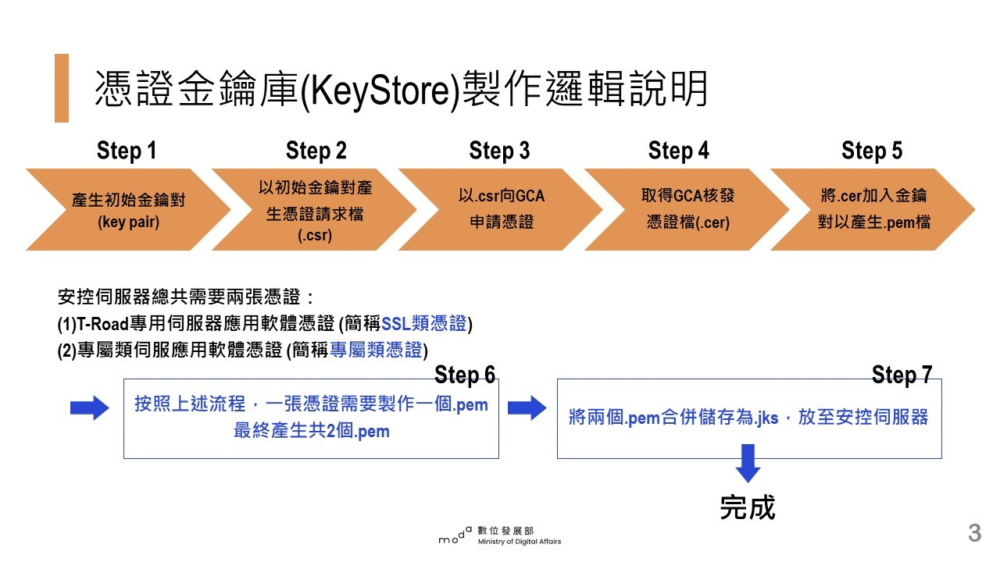 憑證金鑰庫(KeyStore)製作邏輯說明
Step 1
產生初始金鑰對
(key pair)
Step 2
以初始金鑰對產
生憑證請求檔
(.csr)
Step 3
以.csr向GCA
申請憑證
Step 4
取得GCA核發
憑證檔(.cer)
Step 5
將.cer加入金鑰
對以產生.pem檔
安控伺服器總共需要兩張憑證：
(1)T-Road專用伺服器應用軟體憑證 (簡稱SSL類憑證)
(2)專屬類伺服應用軟體憑證 (簡稱專屬類憑證)
Step 6
按照上述流程，一張憑證需要製作一個.pem
最終產生共2個.pem
Step 7
將兩個.pem合併儲存為.jks，放至安控伺服器
完成
moda 數位發展部
Ministry of Digital Affairs
3